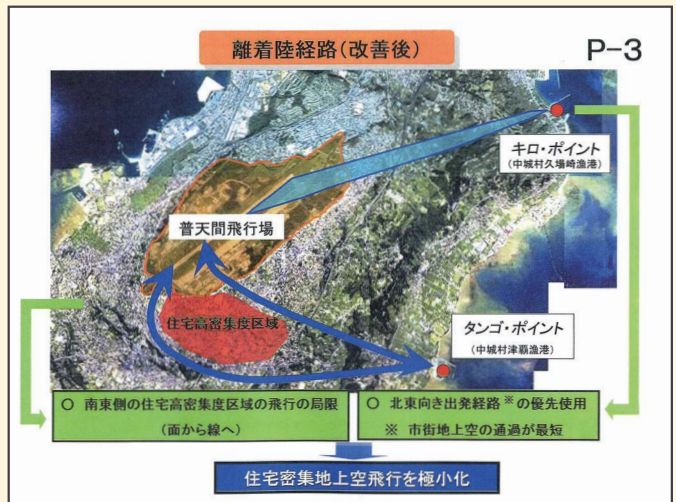 離着陸経路(改善後)
P-3
キロ・ポイント
(中城村久場崎漁港)
普天間飛行場
住宅高密集度区域
タンゴ・ポイント
(中城村津覇漁港)
○ 南東側の住宅高密集度区域の飛行の局限
(面から線へ)
○ 北東向き出発経路※の優先使用
※ 市街地上空の通過が最短
住宅密集地上空飛行を極小化